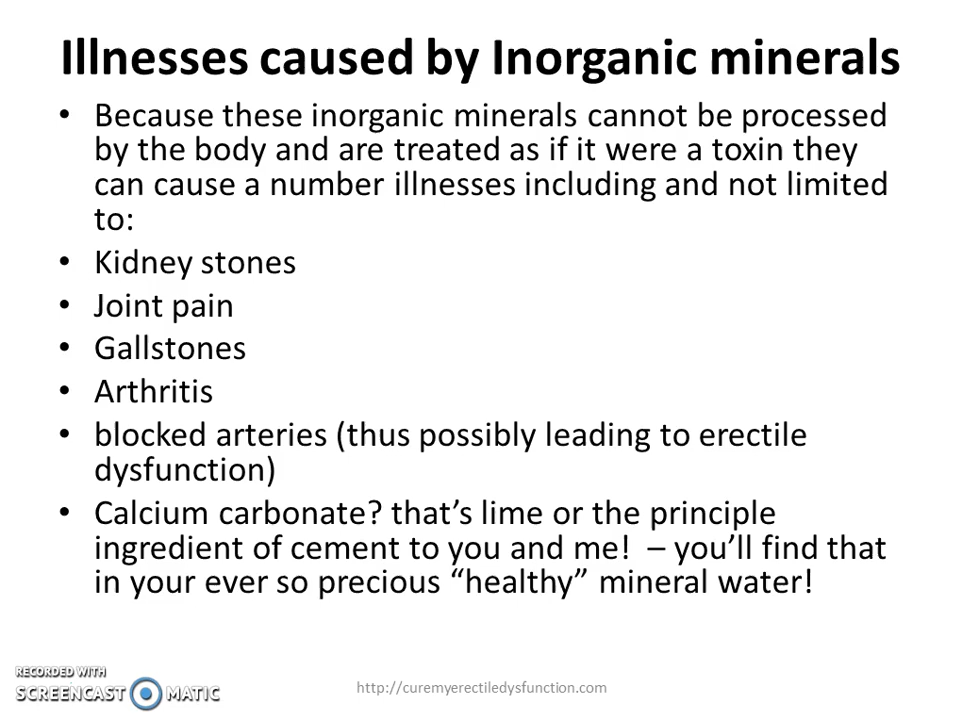 Illnesses caused by Inorganic minerals
• Because these inorganic minerals cannot be processed
by the body and are treated as if it were a toxin they
can cause a number illnesses including and not limited
to:
• Kidney stones
• Joint pain
• Gallstones
• Arthritis
• blocked arteries (thus possibly leading to erectile
dysfunction)
• Calcium carbonate? that’s lime or the principle
ingredient of cement to you and me!  – you’ll find that
in your ever so precious “healthy” mineral water!
RECORDED WITH
SCREENCAST MATIC
http://curemyerectiledysfunction.com